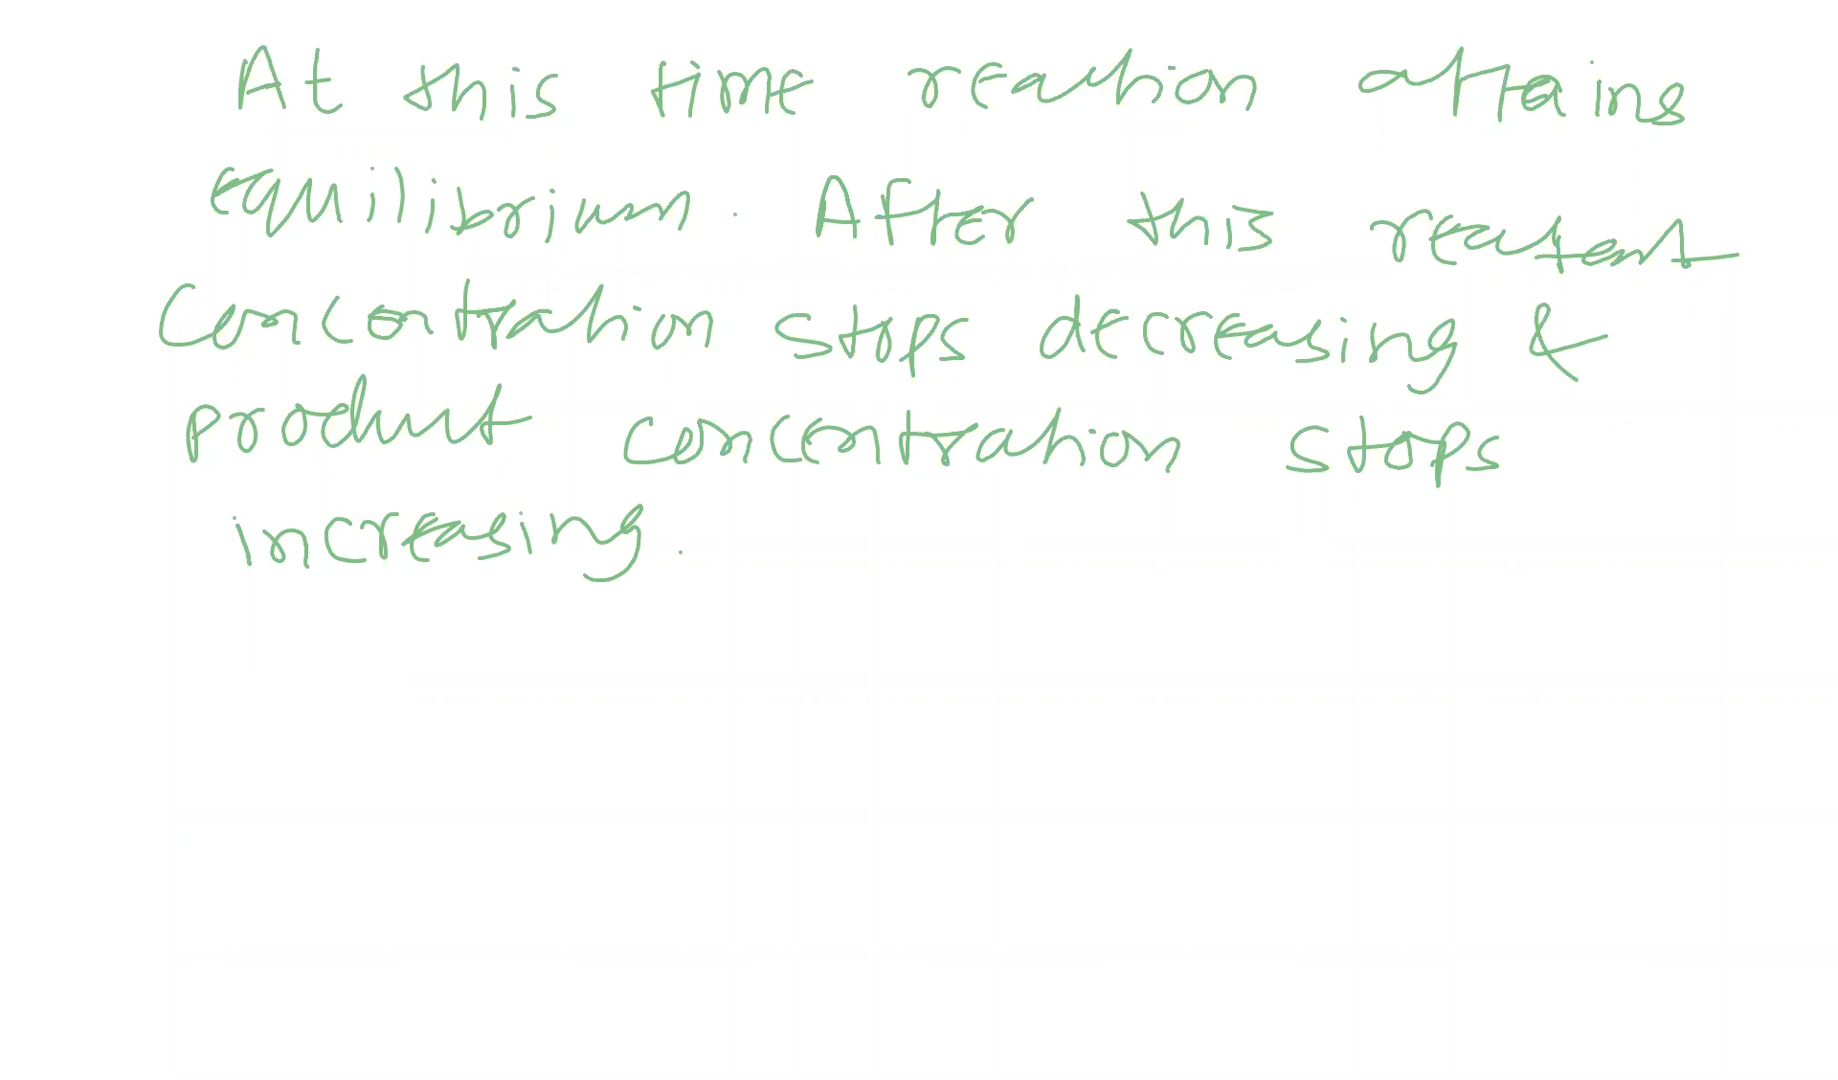 At this time reaction attains
equilibrium. After this reactant
concentration stops decreasing &
product concentration stops
increasing.